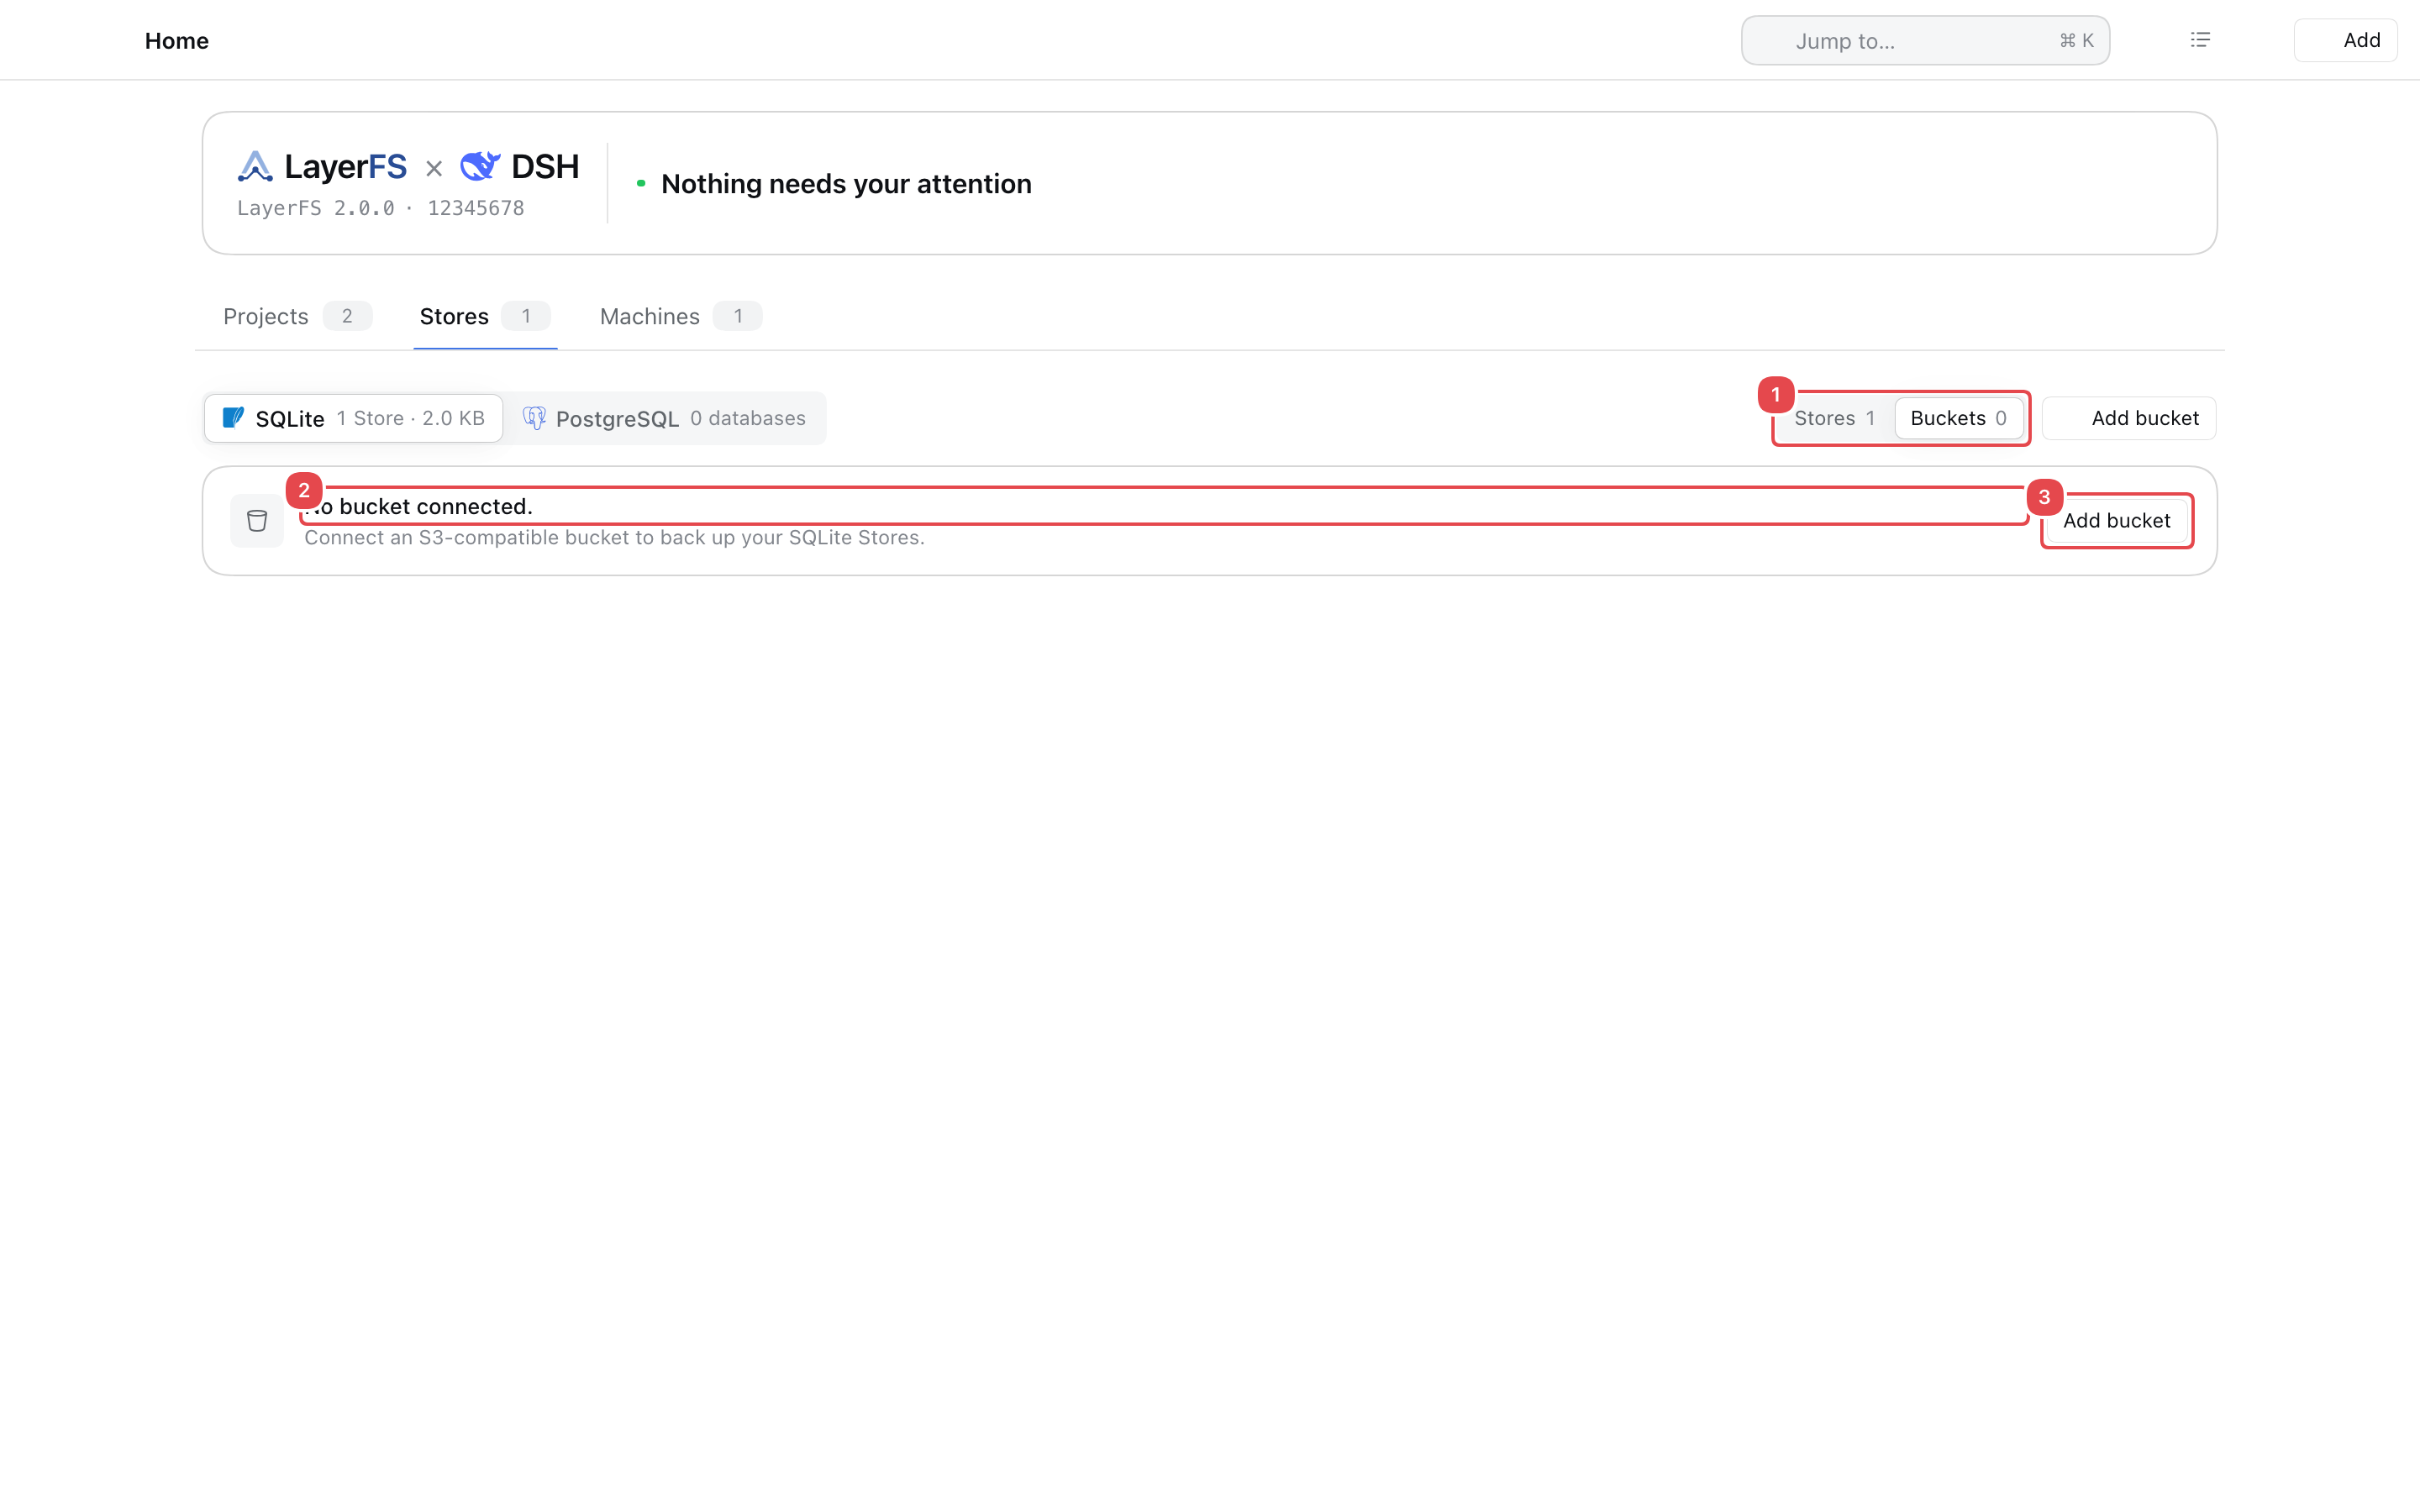 Home
Jump to...
⌘ K
Add
LayerFS × DSH
LayerFS 2.0.0 · 12345678
Nothing needs your attention
Projects 2
Stores 1
Machines 1
SQLite 1 Store · 2.0 KB
PostgreSQL 0 databases
1
Stores 1
Buckets 0
Add bucket
2
No bucket connected.
Connect an S3-compatible bucket to back up your SQLite Stores.
3
Add bucket